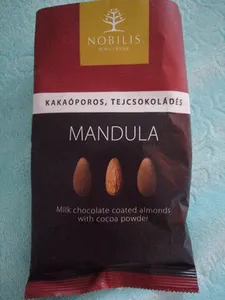 NOBILIS
KAKAÓPOROS, TEJCSOKOLÁDÉS
MANDULA
Milk chocolate coated almonds
with cocoa powder